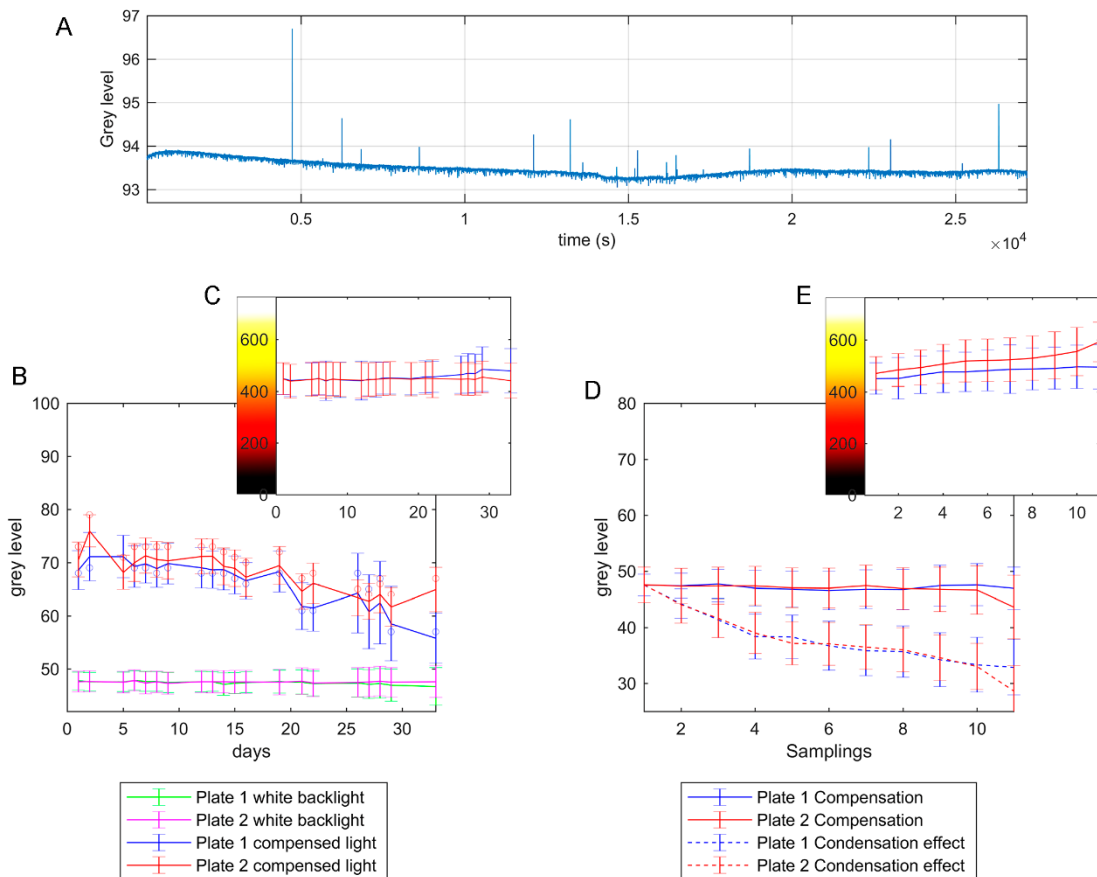 A
97
96
95
94
93
Grey level
0.5
1
1.5
2
2.5
time (s)
×10⁴
C
600
400
200
0
0 10 20 30
E
600
400
200
0
2 4 6 8 10
B
100
90
80
70
60
50
grey level
0 5 10 15 20 25 30
days
D
80
70
60
50
40
30
grey level
2 4 6 8 10
Samplings
Plate 1 white backlight
Plate 2 white backlight
Plate 1 compensed light
Plate 2 compensed light
Plate 1 Compensation
Plate 2 Compensation
Plate 1 Condensation effect
Plate 2 Condensation effect